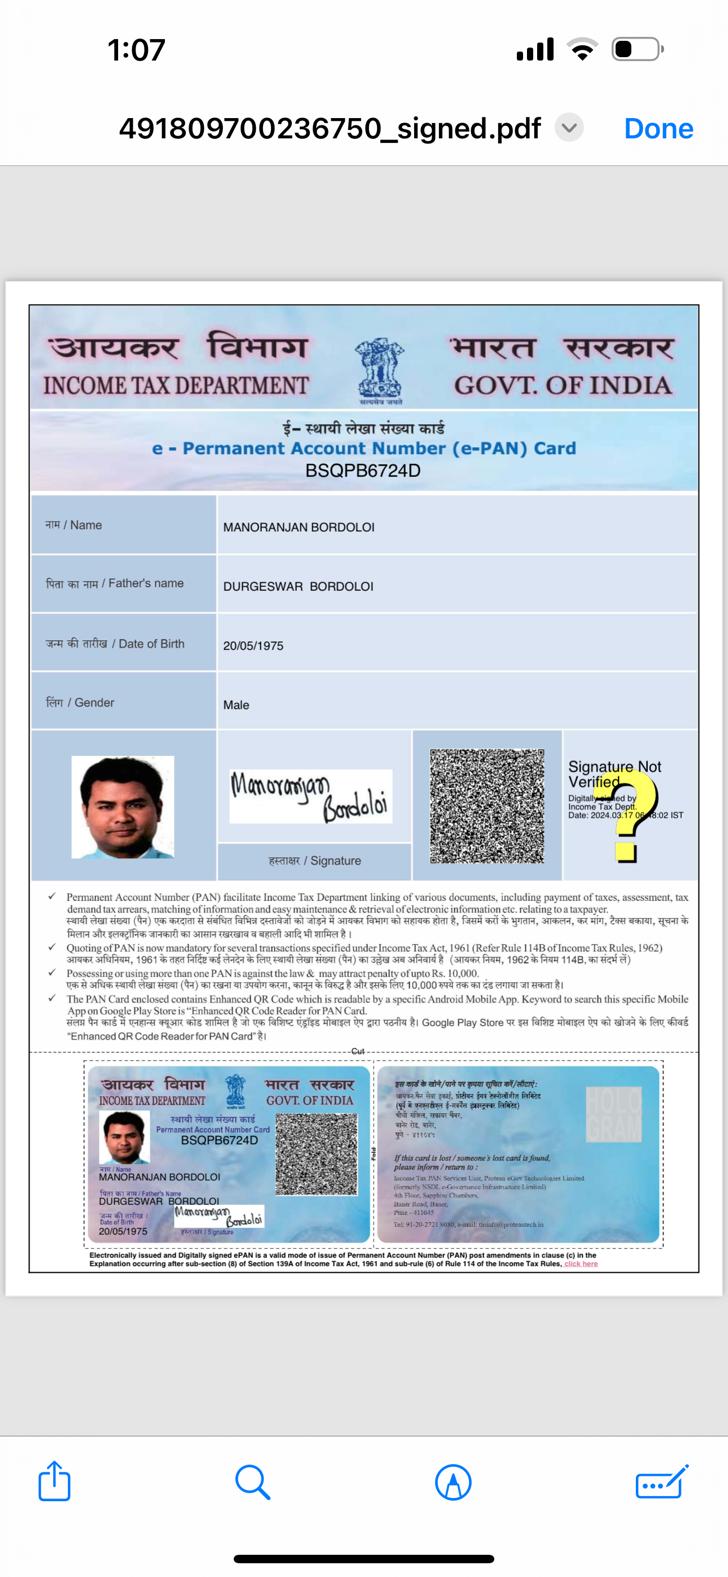 1:07
491809700236750_signed.pdf
Done
आयकर विभाग
INCOME TAX DEPARTMENT
सत्यमेव जयते
भारत सरकार
GOVT. OF INDIA
ई- स्थायी लेखा संख्या कार्ड
e - Permanent Account Number (e-PAN) Card
BSQPB6724D
नाम / Name
MANORANJAN BORDOLOI
पिता का नाम / Father's name
DURGESWAR BORDOLOI
जन्म की तारीख / Date of Birth
20/05/1975
लिंग / Gender
Male
Manoranjan
Bordoloi
हस्ताक्षर / Signature
Signature Not
Verified
Digitally signed by
Income Tax Deptt.
Date: 2024.03.17 :02 IST
?
✓ Permanent Account Number (PAN) facilitate Income Tax Department linking of various documents, including payment of taxes, assessment, tax
demand tax arrears, matching of information and easy maintenance & retrieval of electronic information etc. relating to a taxpayer.
स्थायी लेखा संख्या (पैन) एक करदाता से संबंधित विभिन्न दस्तावेजों को जोड़ने में आयकर विभाग को सहायक होता है, जिसमें करों के भुगतान, आकलन, कर मांग, टैक्स बकाया, सूचना के
मिलान और इलक्ट्रॉनिक जानकारी का आसान रखरखाव व बहाली आदि भी शामिल है।
✓ Quoting of PAN is now mandatory for several transactions specified under Income Tax Act, 1961 (Refer Rule 114B of Income Tax Rules, 1962)
आयकर अधिनियम, 1961 के तहत निर्दिष्ट कई लेनदेन के लिए स्थायी लेखा संख्या (पैन) का उल्लेख अब अनिवार्य है (आयकर नियम, 1962 के नियम 114B, का संदर्भ लें)
✓ Possessing or using more than one PAN is against the law & may attract penalty of upto Rs. 10,000.
एक से अधिक स्थायी लेखा संख्या (पैन) का रखना या उपयोग करना, कानून के विरुद्ध है और इसके लिए 10,000 रुपये तक का दंड लगाया जा सकता है।
✓ The PAN Card enclosed contains Enhanced QR Code which is readable by a specific Android Mobile App. Keyword to search this specific Mobile
App on Google Play Store is "Enhanced QR Code Reader for PAN Card".
संलग्न पैन कार्ड में एनहान्स क्यूआर कोड शामिल है जो एक विशिष्ट एंड्रॉइड मोबाइल ऐप द्वारा पठनीय है। Google Play Store पर इस विशिष्ट मोबाइल ऐप को खोजने के लिए कीवर्ड
"Enhanced QR Code Reader for PAN Card" है।
Cut
आयकर विभाग
INCOME TAX DEPARTMENT
भारत सरकार
GOVT. OF INDIA
स्थायी लेखा संख्या कार्ड
Permanent Account Number Card
BSQPB6724D
नाम / Name
MANORANJAN BORDOLOI
पिता का नाम / Father's Name
DURGESWAR BORDOLOI
जन्म की तारीख /
Date of Birth
20/05/1975
Manoranjan
Bordoloi
हस्ताक्षर / Signature
Fold
इस कार्ड के खोने/पाने पर कृपया सूचित करें/लौटाएं:
आयकर पैन सेवा इकाई, प्रोटीयन ईगव टेक्नोलॉजीज लिमिटेड
(पूर्व में एनएसडीएल ई-गवर्नेंस इंफ्रास्ट्रक्चर लिमिटेड)
चौथी मंजिल, सफायर चैंबर,
बानेर रोड, बानेर,
पुणे - ४११०४५
HOLO
GRAM
If this card is lost / someone's lost card is found,
please inform / return to :
Income Tax PAN Services Unit, Protean eGov Technologies Limited
(formerly NSDL e-Governance Infrastructure Limited)
4th Floor, Sapphire Chambers,
Baner Road, Baner,
Pune - 411045
Tel: 91-20-2721 8080, e-mail: tininfo@proteantech.in
Electronically issued and Digitally signed ePAN is a valid mode of issue of Permanent Account Number (PAN) post amendments in clause (c) in the
Explanation occurring after sub-section (8) of Section 139A of Income Tax Act, 1961 and sub-rule (6) of Rule 114 of the Income Tax Rules, click here